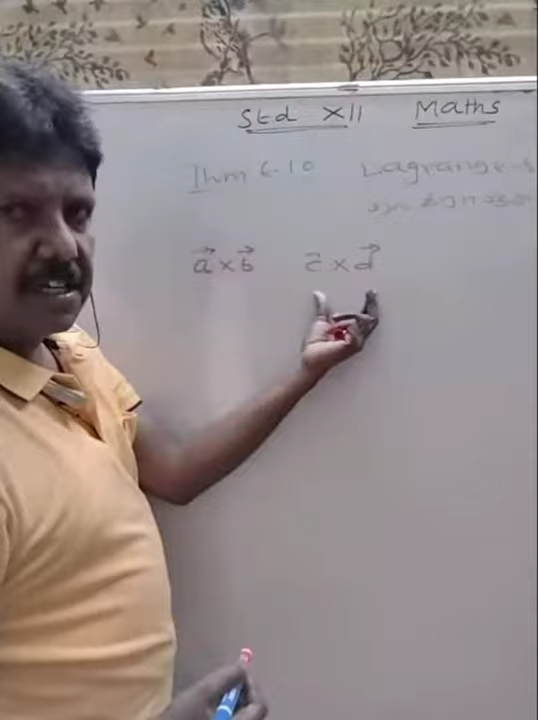 Std XII Maths
Thm 6.10 Lagrange's
a⃗ × b⃗ c⃗ × d⃗